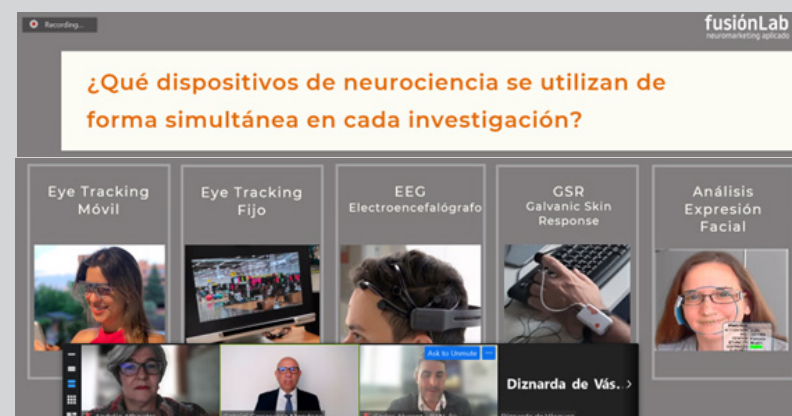 Recording...
fusiónLab
neuromarketing aplicado
¿Qué dispositivos de neurociencia se utilizan de
forma simultánea en cada investigación?
Eye Tracking
Móvil
Eye Tracking
Fijo
EEG
Electroencefalógrafo
GSR
Galvanic Skin
Response
Análisis
Expresión
Facial
Ask to Unmute
Diznarda de Vás..